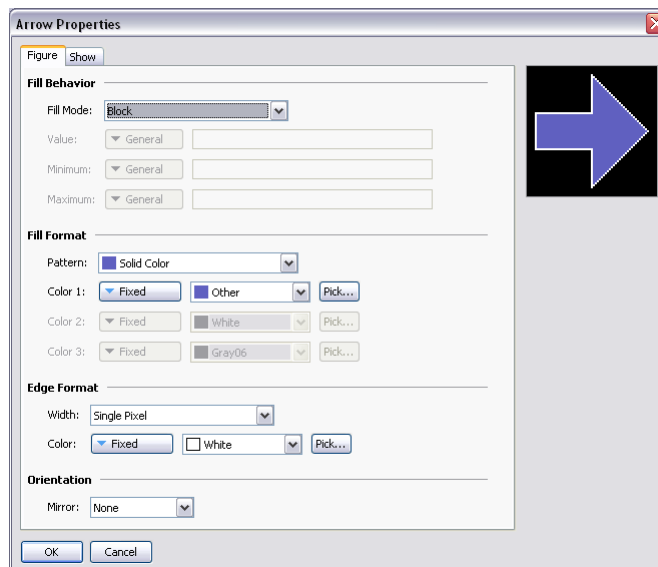 Arrow Properties
Figure Show
Fill Behavior
Fill Mode: Block
Value: General
Minimum: General
Maximum: General
Fill Format
Pattern: Solid Color
Color 1: Fixed Other Pick...
Color 2: Fixed White Pick...
Color 3: Fixed Gray06 Pick...
Edge Format
Width: Single Pixel
Color: Fixed White Pick...
Orientation
Mirror: None
OK Cancel